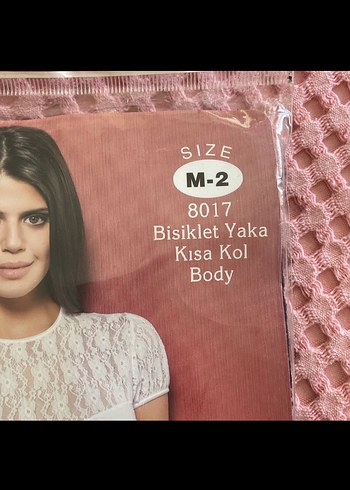 SIZE
M-2
8017
Bisiklet Yaka
Kısa Kol
Body